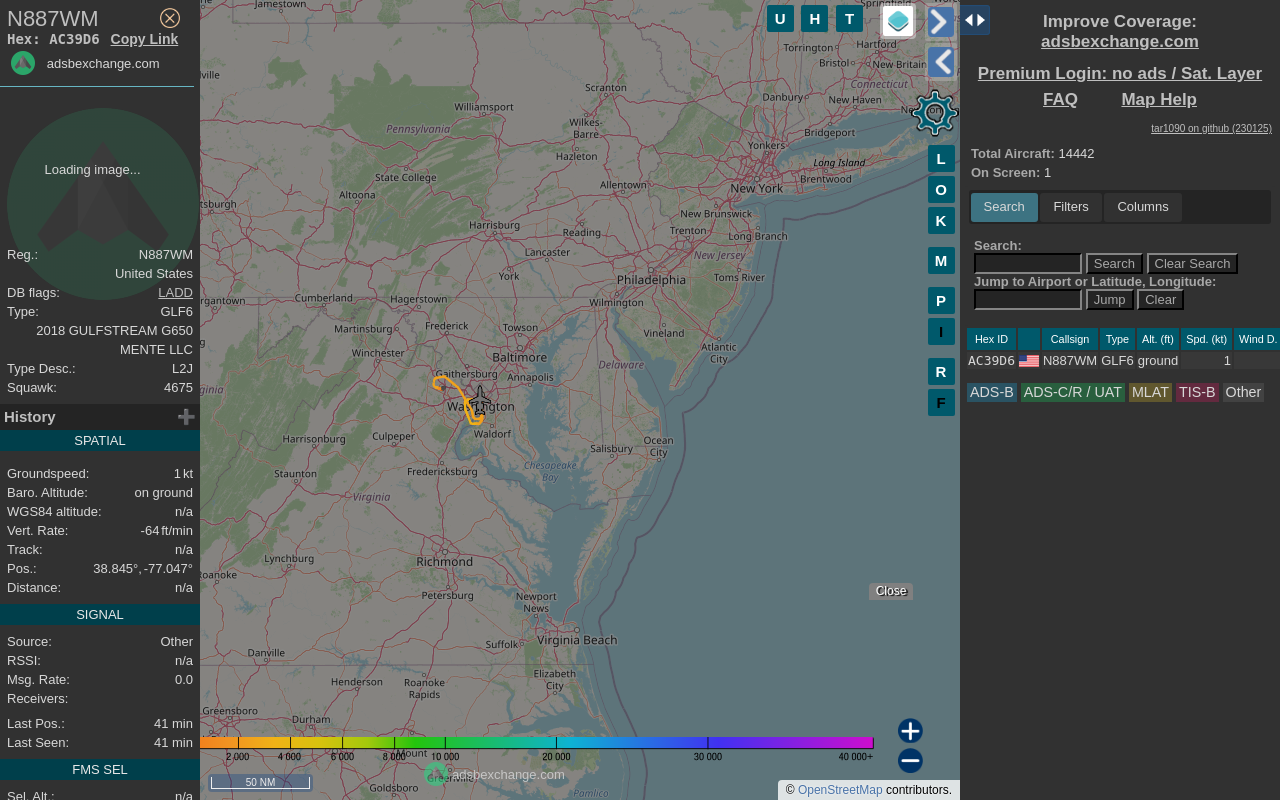 N887WM
Hex: AC39D6 Copy Link
adsbexchange.com
Loading image...
Reg.: N887WM
United States
DB flags: LADD
Type: GLF6
2018 GULFSTREAM G650
MENTE LLC
Type Desc.: L2J
Squawk: 4675
History
SPATIAL
Groundspeed: 1 kt
Baro. Altitude: on ground
WGS84 altitude: n/a
Vert. Rate: -64 ft/min
Track: n/a
Pos.: 38.845°, -77.047°
Distance: n/a
SIGNAL
Source: Other
RSSI: n/a
Msg. Rate: 0.0
Receivers:
Last Pos.: 41 min
Last Seen: 41 min
FMS SEL
Sel. Alt.: n/a
Jamestown
Springfield
U H T
Torrington
Hartford
Bristol
New Britain
Scranton
Danbury
Connecticut
Williamsport
New Haven
Wilkes-
Barre
Pennsylvania
Bridgeport
Yonkers
Hazleton
Long Island
L
State College
Brentwood
Allentown
New York
O
Altoona
tsburgh
New Brunswick
K
Harrisburg
Reading
Trenton
Long Branch
Lancaster
New Jersey
M
York
Philadelphia
Toms River
Cumberland
Hagerstown
Wilmington
P
rgantown
Martinsburg
Frederick
Towson
Vineland
I
Winchester
Baltimore
Atlantic
City
Gaithersburg
Annapolis
Delaware
R
ginia
Washington
F
Waldorf
Harrisonburg
Culpeper
Salisbury
Ocean
City
Staunton
Fredericksburg
Chesapeake
Bay
Virginia
Lynchburg
Richmond
Roanoke
Petersburg
Newport
News
Close
Suffolk
Virginia Beach
Danville
Elizabeth
City
Henderson
Roanoke
Rapids
Greensboro
Durham
2 000 4 000 6 000 8 000 10 000 20 000 30 000 40 000+
Greenville
adsbexchange.com
50 NM
Goldsboro
Pamlico
© OpenStreetMap contributors.
Improve Coverage:
adsbexchange.com
Premium Login: no ads / Sat. Layer
FAQ Map Help
tar1090 on github (230125)
Total Aircraft: 14442
On Screen: 1
Search Filters Columns
Search:
Search Clear Search
Jump to Airport or Latitude, Longitude:
Jump Clear
Hex ID Callsign Type Alt. (ft) Spd. (kt) Wind D.
AC39D6 N887WM GLF6 ground 1
ADS-B ADS-C/R / UAT MLAT TIS-B Other